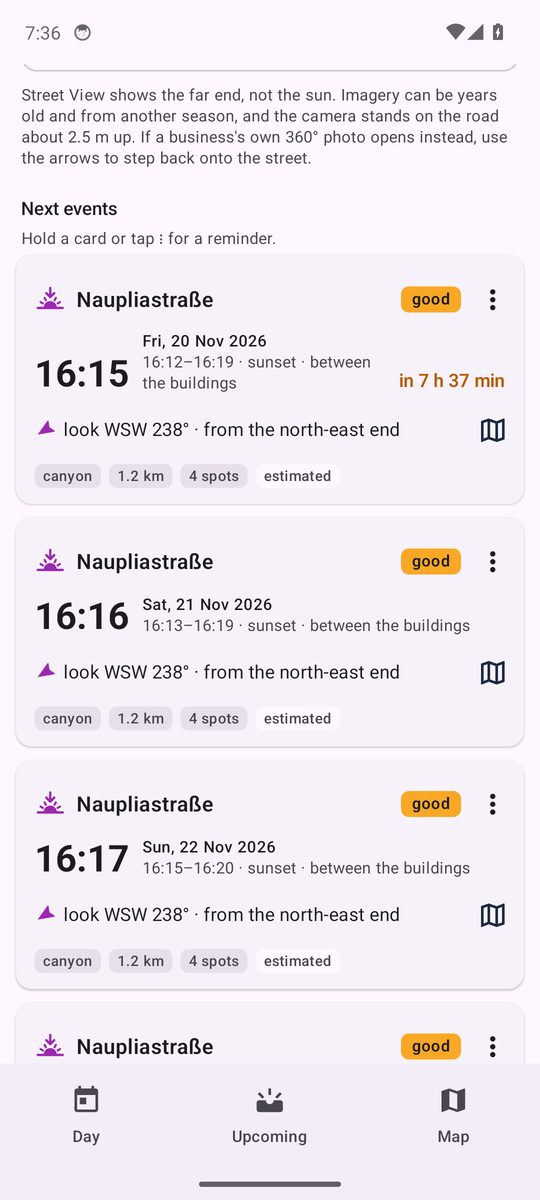 7:36
Street View shows the far end, not the sun. Imagery can be years
old and from another season, and the camera stands on the road
about 2.5 m up. If a business's own 360° photo opens instead, use
the arrows to step back onto the street.
Next events
Hold a card or tap ⋮ for a reminder.
Naupliastraße
good
16:15
Fri, 20 Nov 2026
16:12–16:19 · sunset · between
the buildings
in 7 h 37 min
look WSW 238° · from the north-east end
canyon
1.2 km
4 spots
estimated
Naupliastraße
good
16:16
Sat, 21 Nov 2026
16:13–16:19 · sunset · between the buildings
look WSW 238° · from the north-east end
canyon
1.2 km
4 spots
estimated
Naupliastraße
good
16:17
Sun, 22 Nov 2026
16:15–16:20 · sunset · between the buildings
look WSW 238° · from the north-east end
canyon
1.2 km
4 spots
estimated
Naupliastraße
good
Day
Upcoming
Map